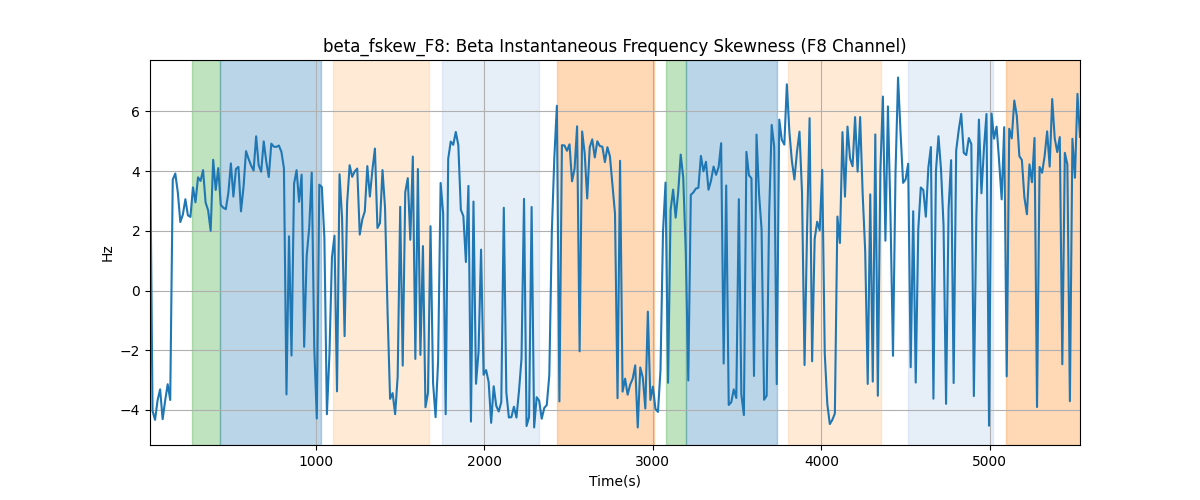 beta_fskew_F8: Beta Instantaneous Frequency Skewness (F8 Channel)
6
4
2
0
−2
−4
Hz
1000 2000 3000 4000 5000
Time(s)